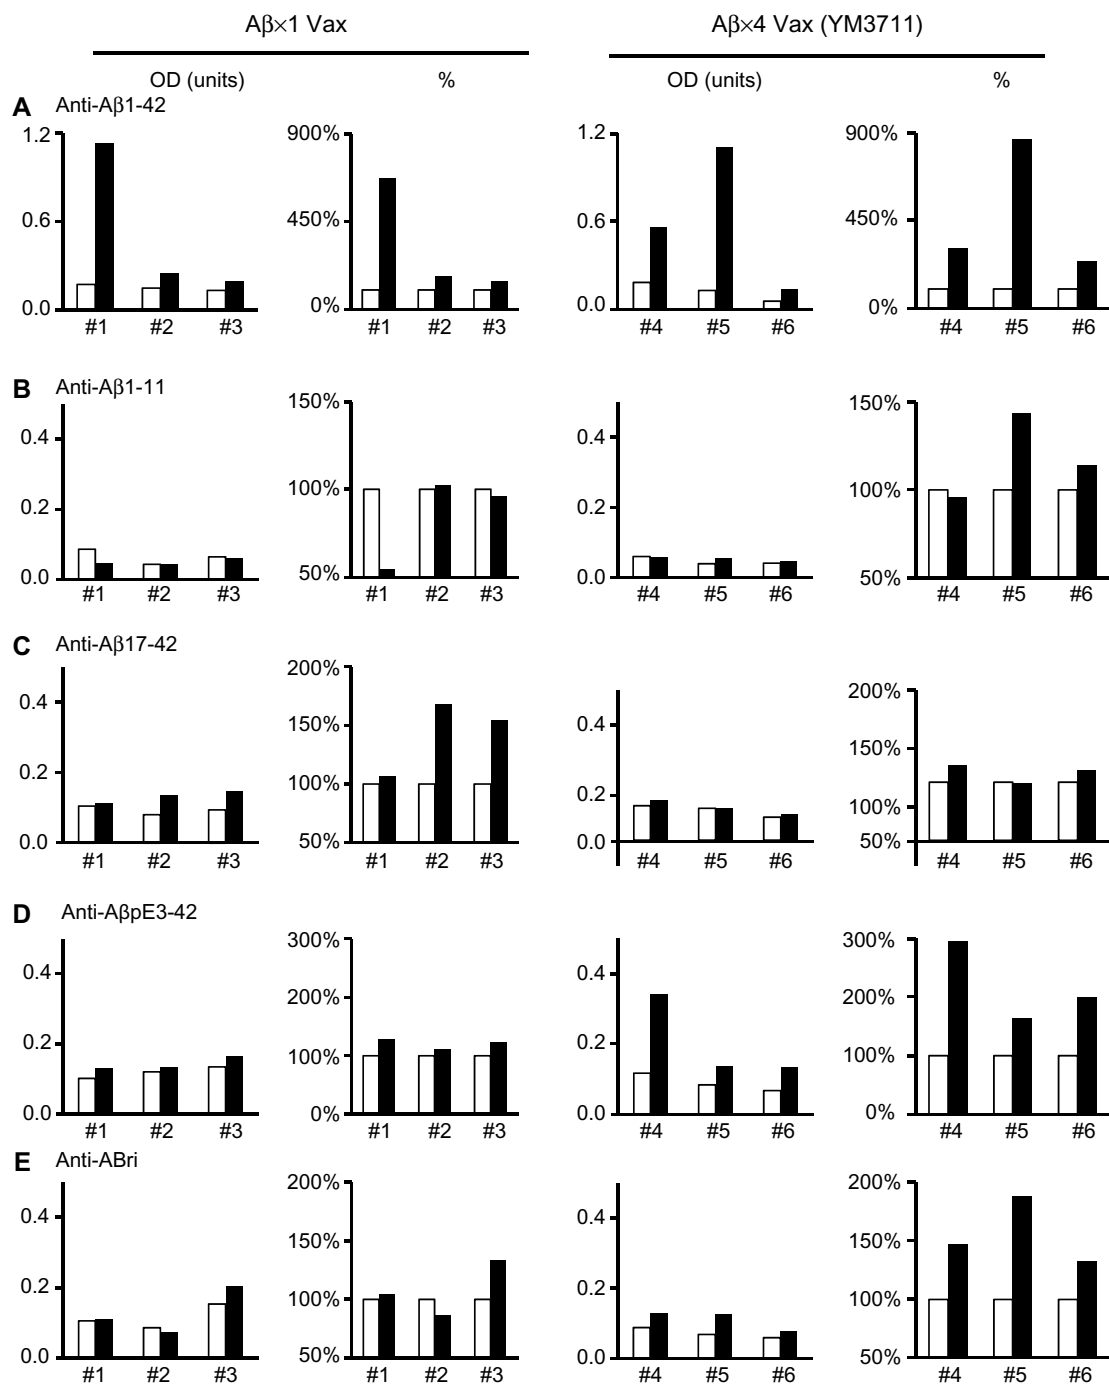 Aβ×1 Vax Aβ×4 Vax (YM3711)
OD (units) % OD (units) %
A Anti-Aβ1-42
1.2 900% 1.2 900%
0.6 450% 0.6 450%
0.0 0% 0.0 0%
#1 #2 #3 #1 #2 #3 #4 #5 #6 #4 #5 #6
B Anti-Aβ1-11
150% 150%
0.4 0.4
100% 100%
0.2 0.2
0.0 50% 0.0 50%
#1 #2 #3 #1 #2 #3 #4 #5 #6 #4 #5 #6
C Anti-Aβ17-42
200% 200%
0.4 150% 0.4 150%
0.2 100% 0.2 100%
0.0 50% 0.0 50%
#1 #2 #3 #1 #2 #3 #4 #5 #6 #4 #5 #6
D Anti-AβpE3-42
300% 300%
0.4 200% 0.4 200%
0.2 100% 0.2 100%
0.0 0% 0.0 0%
#1 #2 #3 #1 #2 #3 #4 #5 #6 #4 #5 #6
E Anti-ABri
200% 200%
0.4 150% 0.4 150%
0.2 100% 0.2 100%
0.0 50% 0.0 50%
#1 #2 #3 #1 #2 #3 #4 #5 #6 #4 #5 #6